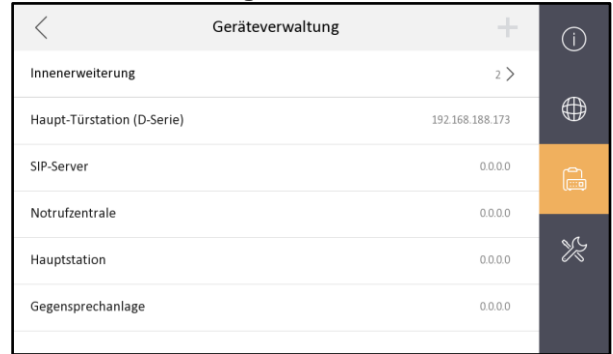 Geräteverwaltung
Innenerweiterung 2
Haupt-Türstation (D-Serie) 192.168.188.173
SIP-Server 0.0.0.0
Notrufzentrale 0.0.0.0
Hauptstation 0.0.0.0
Gegensprechanlage 0.0.0.0